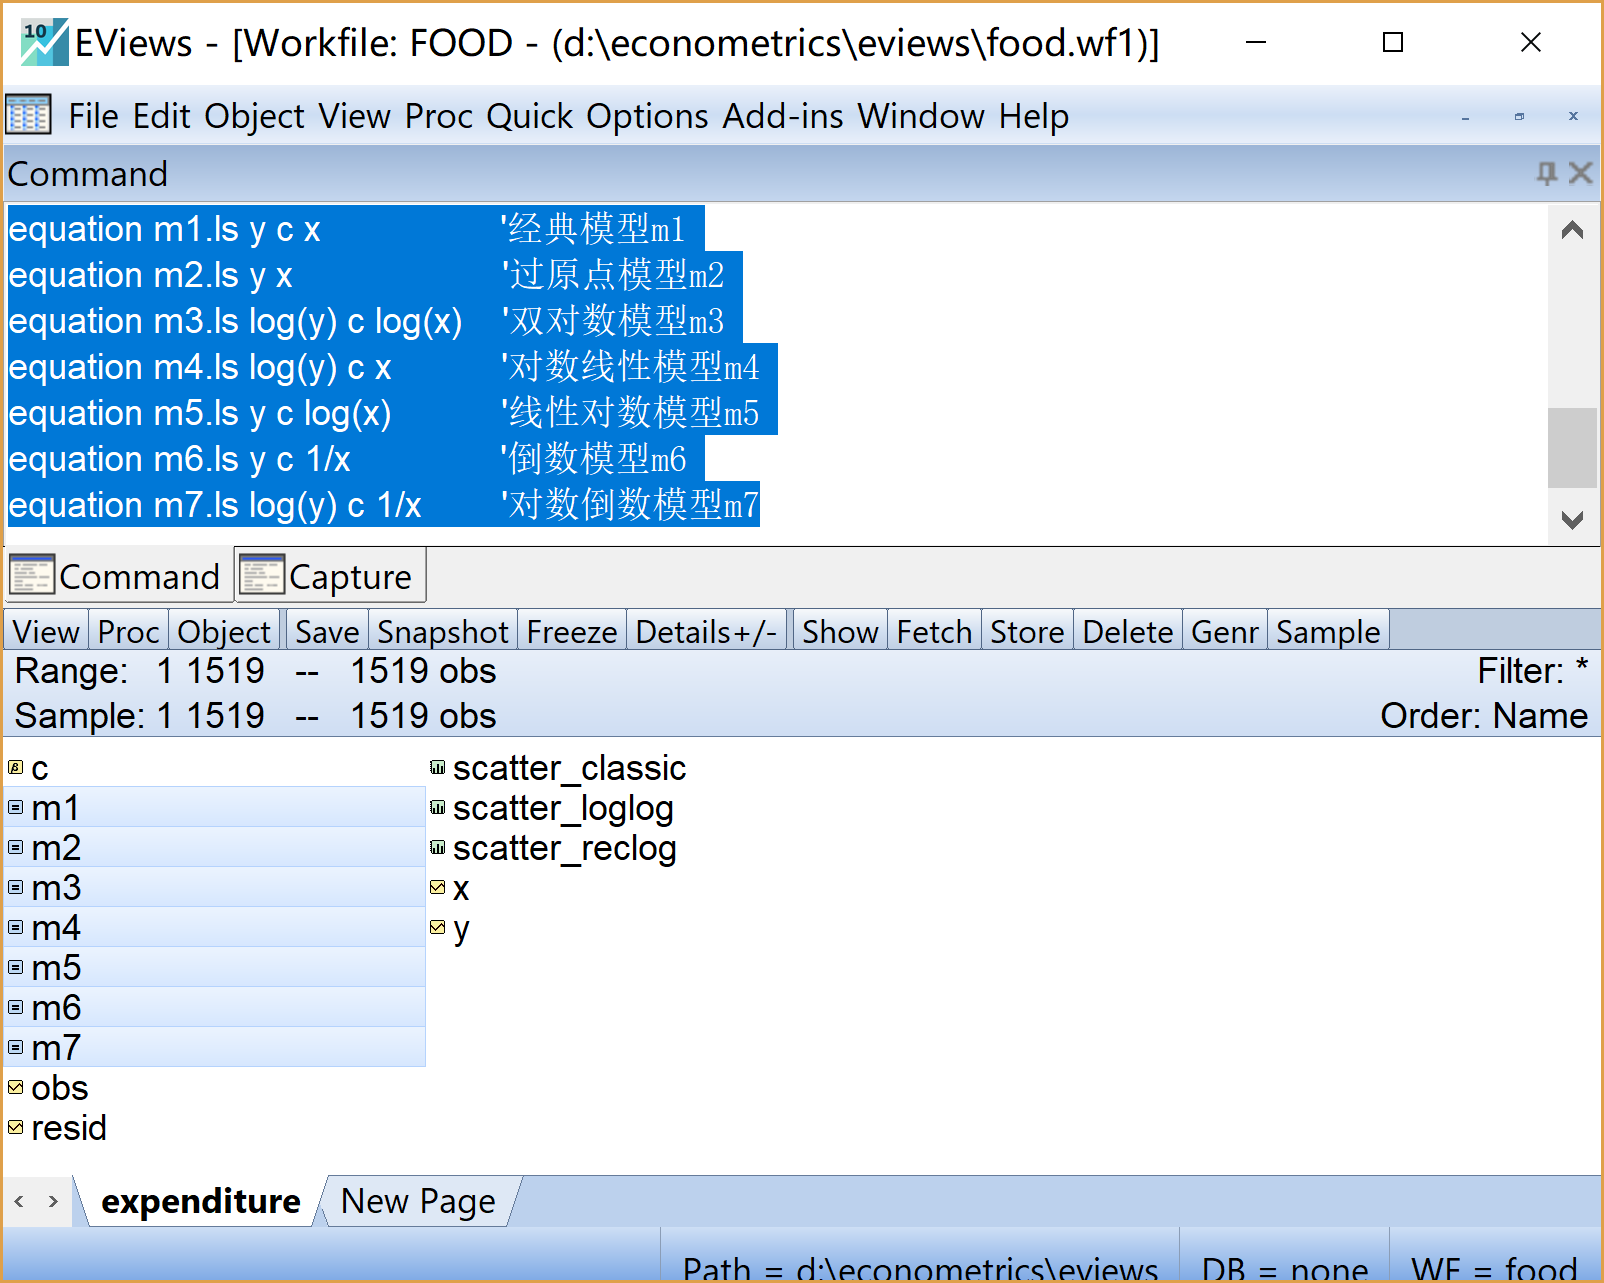 10 EViews - [Workfile: FOOD - (d:\econometrics\eviews\food.wf1)]
File Edit Object View Proc Quick Options Add-ins Window Help
Command
equation m1.ls y c x '经典模型m1
equation m2.ls y x '过原点模型m2
equation m3.ls log(y) c log(x) '双对数模型m3
equation m4.ls log(y) c x '对数线性模型m4
equation m5.ls y c log(x) '线性对数模型m5
equation m6.ls y c 1/x '倒数模型m6
equation m7.ls log(y) c 1/x '对数倒数模型m7
Command Capture
View Proc Object Save Snapshot Freeze Details+/- Show Fetch Store Delete Genr Sample
Range: 1 1519 -- 1519 obs Filter: *
Sample: 1 1519 -- 1519 obs Order: Name
β c
m1
m2
m3
m4
m5
m6
m7
obs
resid
scatter_classic
scatter_loglog
scatter_reclog
x
y
expenditure New Page
Path = d:\econometrics\eviews DB = none WF = food